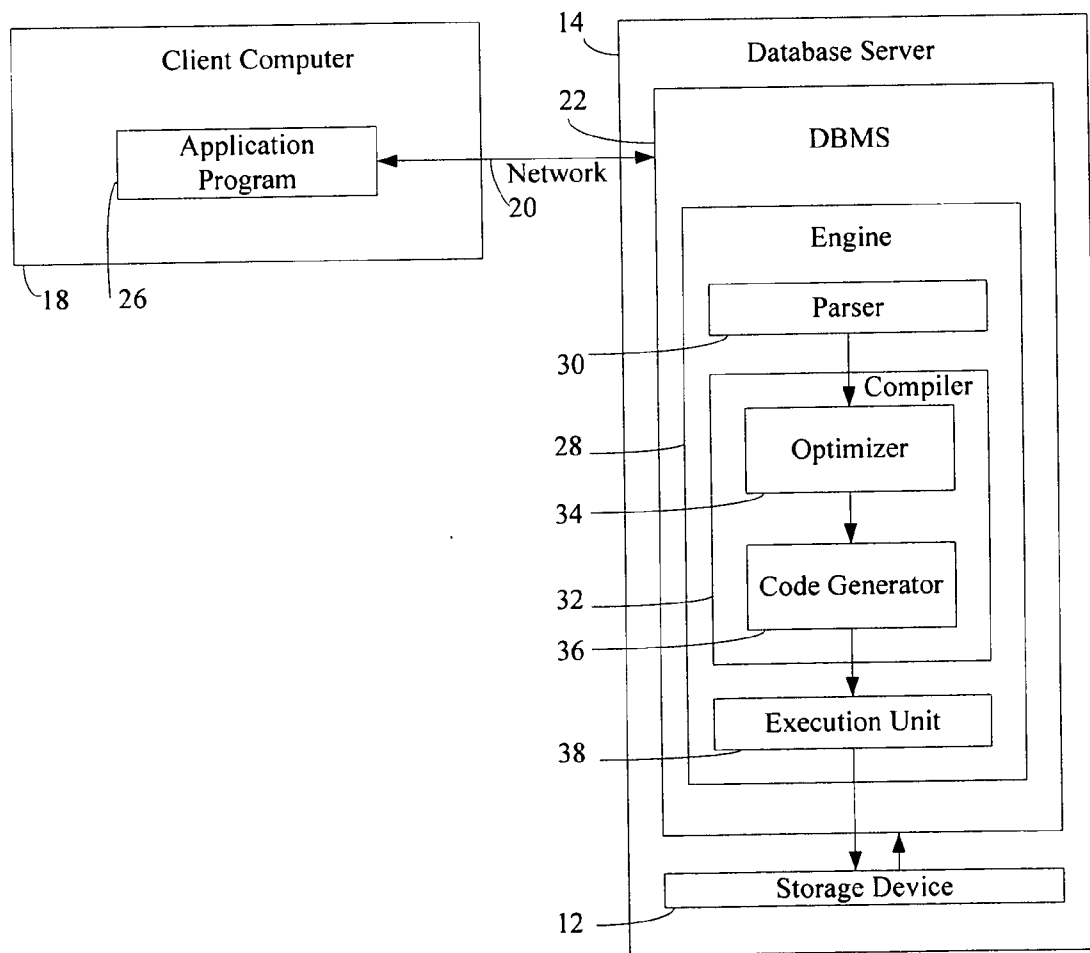 Client Computer
Application
Program
18
26
Network
20
14
Database Server
22
DBMS
Engine
Parser
30
Compiler
Optimizer
28
34
Code Generator
32
36
Execution Unit
38
Storage Device
12